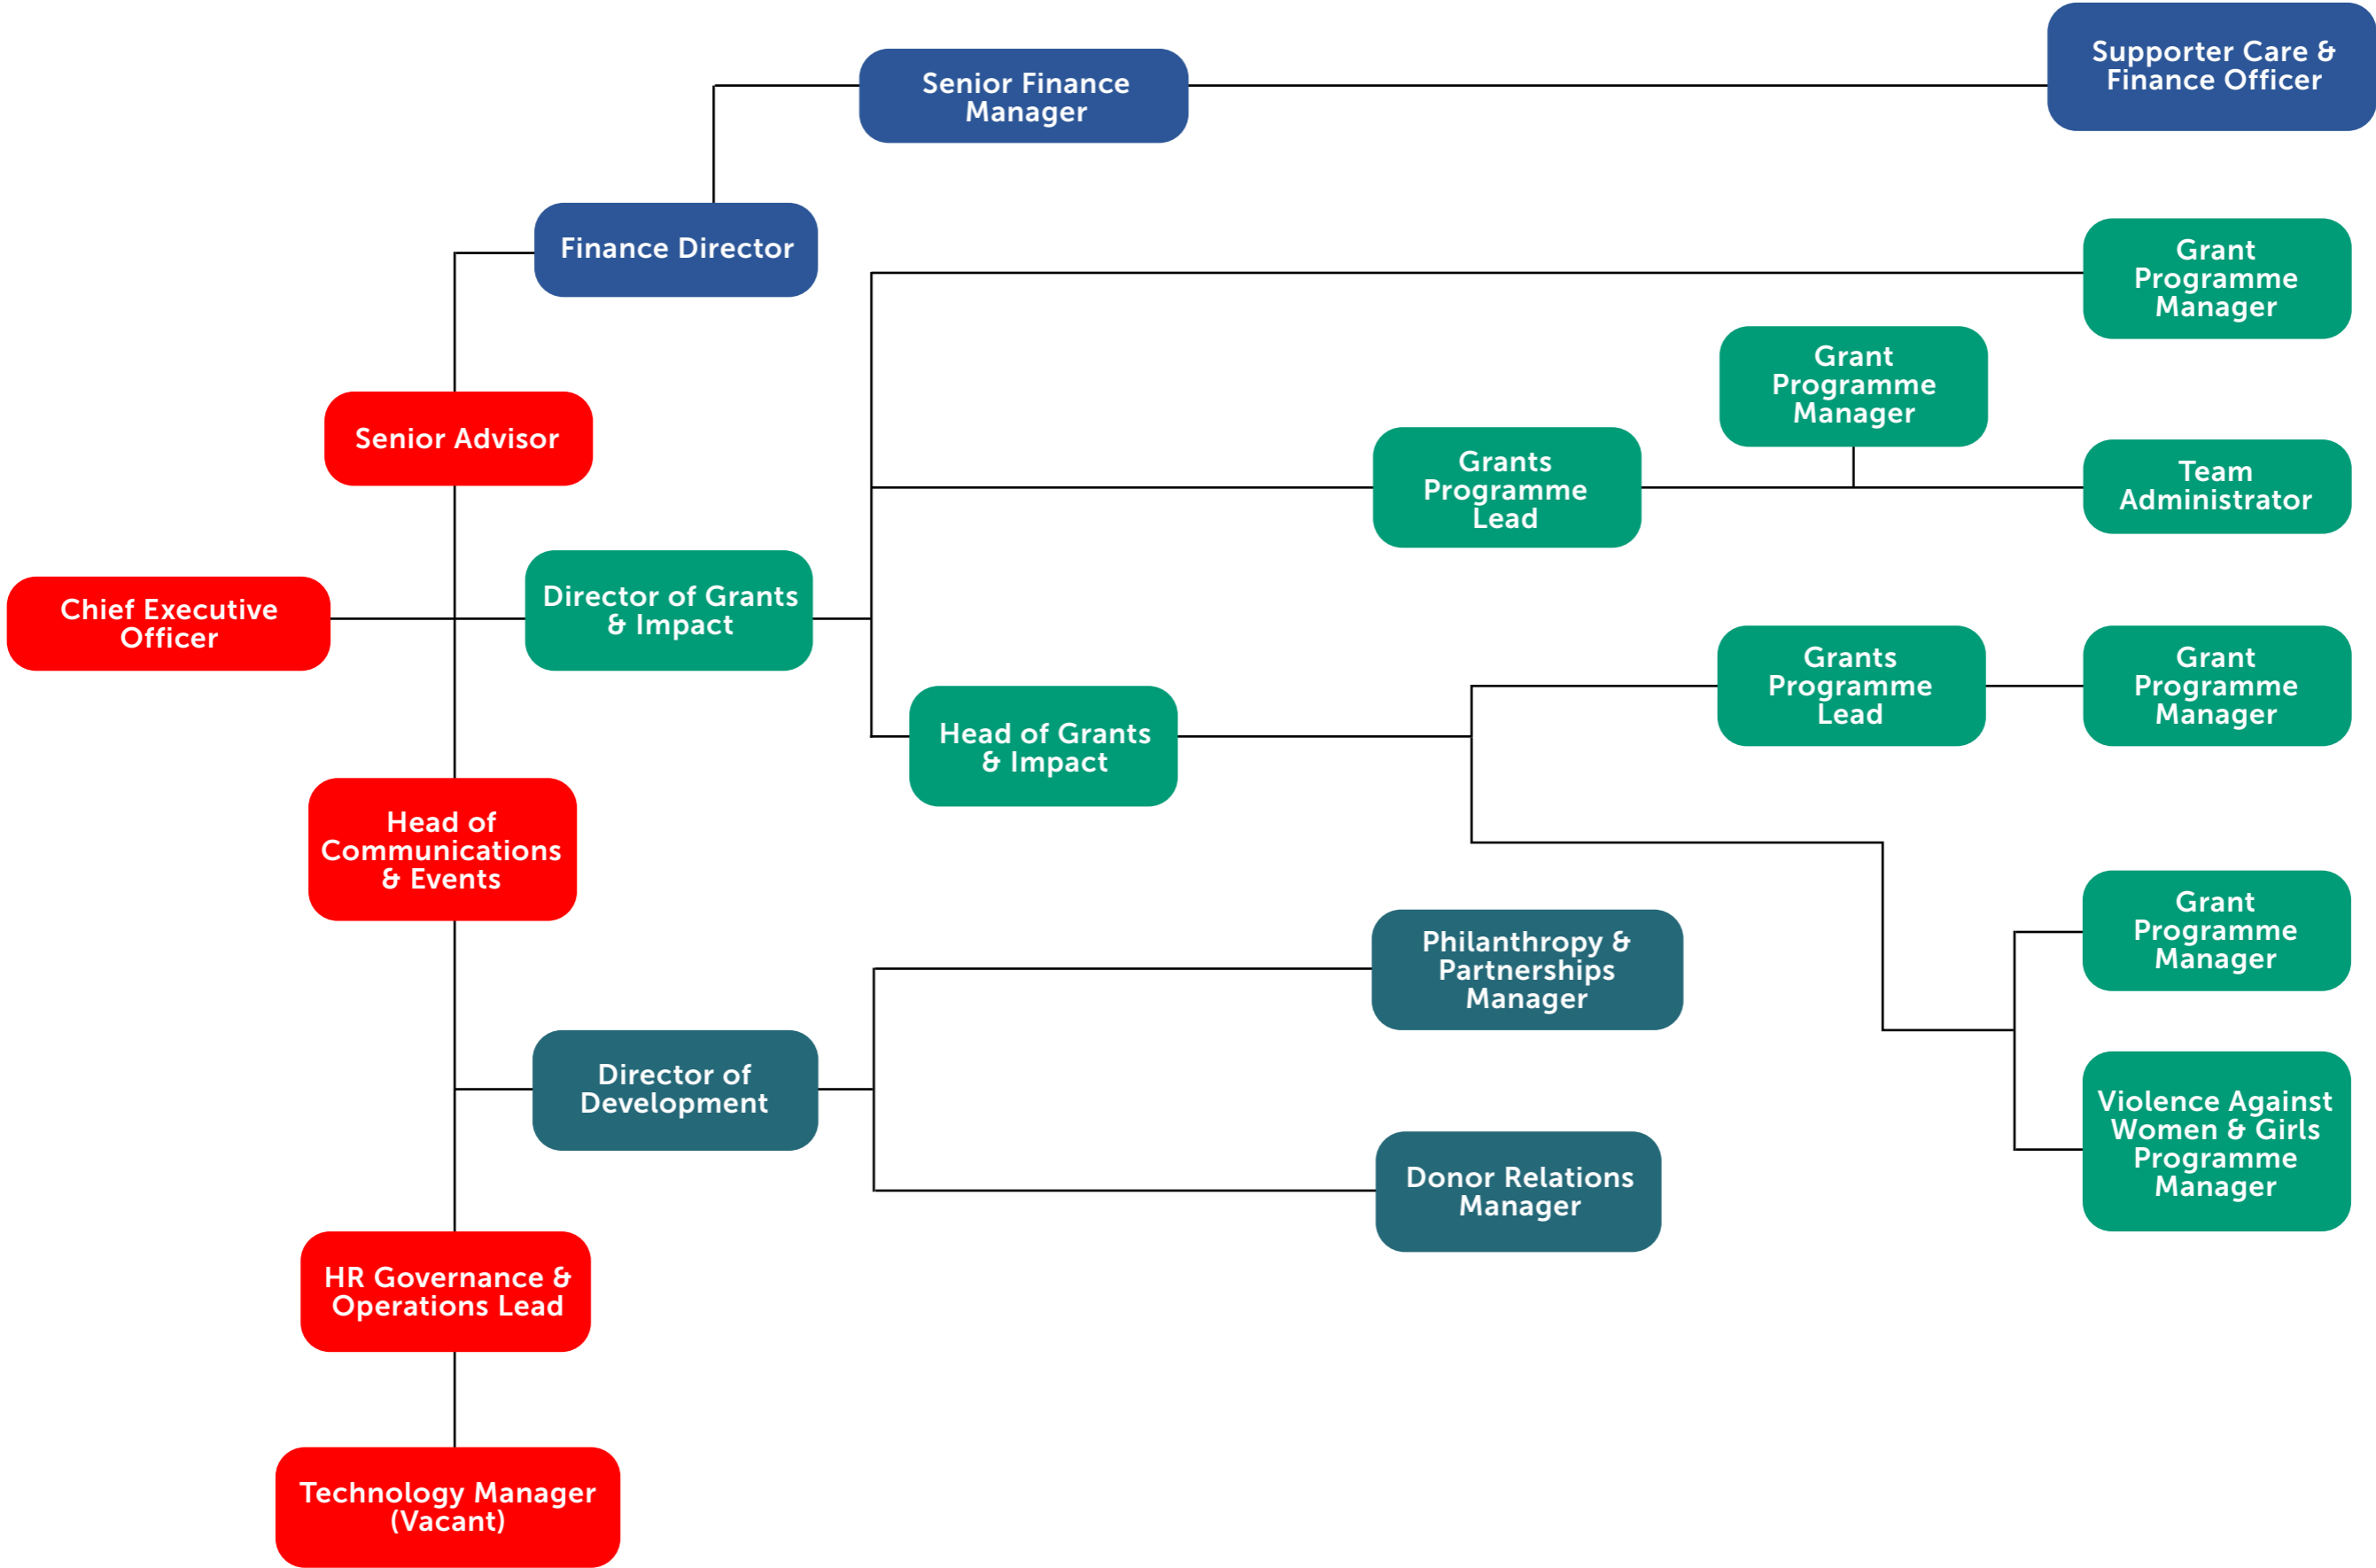 Supporter Care &
Finance Officer
Senior Finance
Manager
Finance Director
Grant
Programme
Manager
Grant
Programme
Manager
Senior Advisor
Grants
Programme
Lead
Team
Administrator
Chief Executive
Officer
Director of Grants
& Impact
Grants
Programme
Lead
Grant
Programme
Manager
Head of Grants
& Impact
Head of
Communications
& Events
Grant
Programme
Manager
Philanthropy &
Partnerships
Manager
Director of
Development
Violence Against
Women & Girls
Programme
Manager
Donor Relations
Manager
HR Governance &
Operations Lead
Technology Manager
(Vacant)